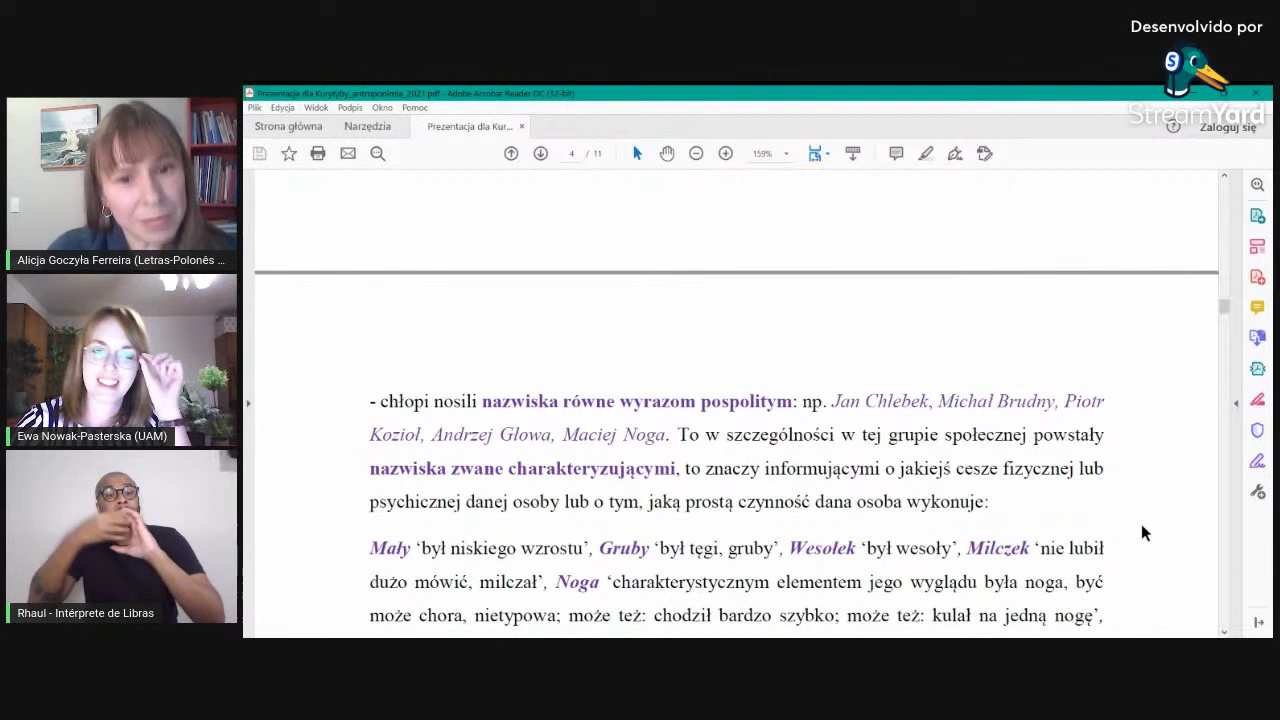 Desenvolvido por
StreamYard
Prezentacja dla Kurytyby_antroponimia_2021.pdf - Adobe Acrobat Reader DC (32-bit)
Plik Edycja Widok Podpis Okno Pomoc
Strona główna Narzędzia Prezentacja dla Kur... × Zaloguj się
4 / 11 159%
Alicja Goczyła Ferreira (Letras-Polonês ...
Ewa Nowak-Pasterska (UAM)
Rhaul - Intérprete de Libras
- chłopi nosili nazwiska równe wyrazom pospolitym: np. Jan Chlebek, Michal Brudny, Piotr
Kozioł, Andrzej Głowa, Maciej Noga. To w szczególności w tej grupie społecznej powstały
nazwiska zwane charakteryzującymi, to znaczy informującymi o jakiejś cesze fizycznej lub
psychicznej danej osoby lub o tym, jaką prostą czynność dana osoba wykonuje:
Mały ‘był niskiego wzrostu’, Gruby ‘był tęgi, gruby’, Wesołek ‘był wesoły’, Milczek ‘nie lubił
dużo mówić, milczał’, Noga ‘charakterystycznym elementem jego wyglądu była noga, być
może chora, nietypowa; może też: chodził bardzo szybko; może też: kulał na jedną nogę’,